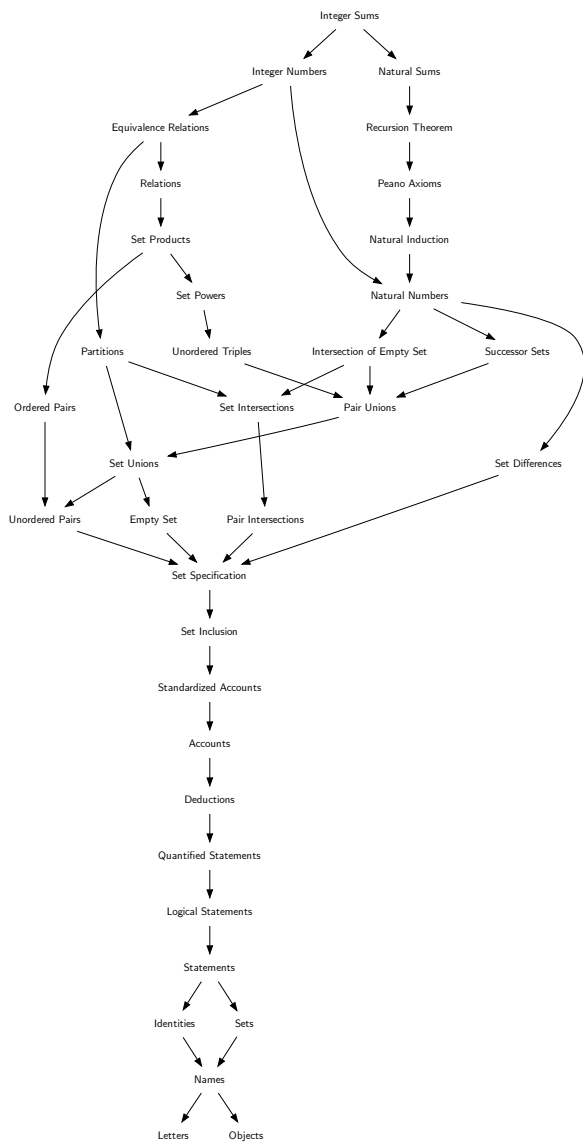 Integer Sums
Integer Numbers
Natural Sums
Equivalence Relations
Recursion Theorem
Relations
Peano Axioms
Set Products
Natural Induction
Set Powers
Natural Numbers
Partitions
Unordered Triples
Intersection of Empty Set
Successor Sets
Ordered Pairs
Set Intersections
Pair Unions
Set Unions
Set Differences
Unordered Pairs
Empty Set
Pair Intersections
Set Specification
Set Inclusion
Standardized Accounts
Accounts
Deductions
Quantified Statements
Logical Statements
Statements
Identities
Sets
Names
Letters
Objects